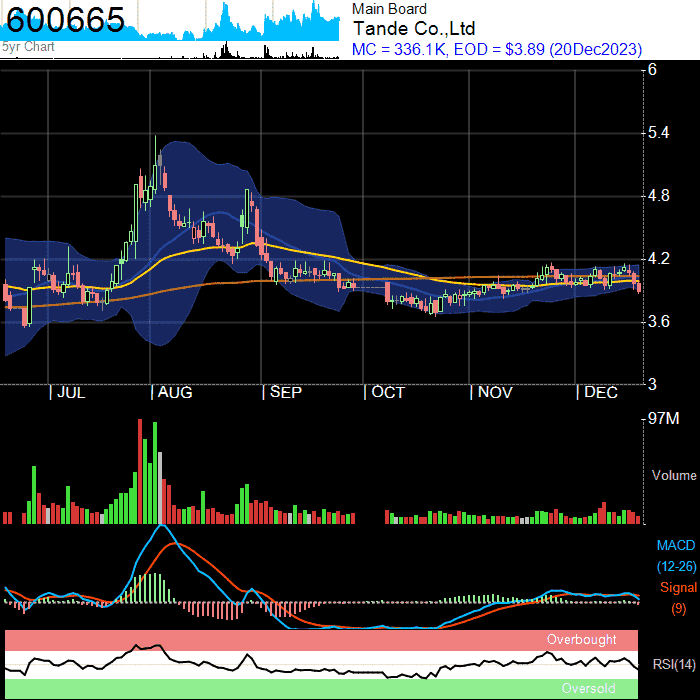 600665
5yr Chart
Main Board
Tande Co.,Ltd
MC = 336.1K, EOD = $3.89 (20Dec2023)
6
5.4
4.8
4.2
3.6
3
| JUL | AUG | SEP | OCT | NOV | DEC
97M
Volume
MACD
(12-26)
Signal
(9)
Overbought
RSI(14)
Oversold